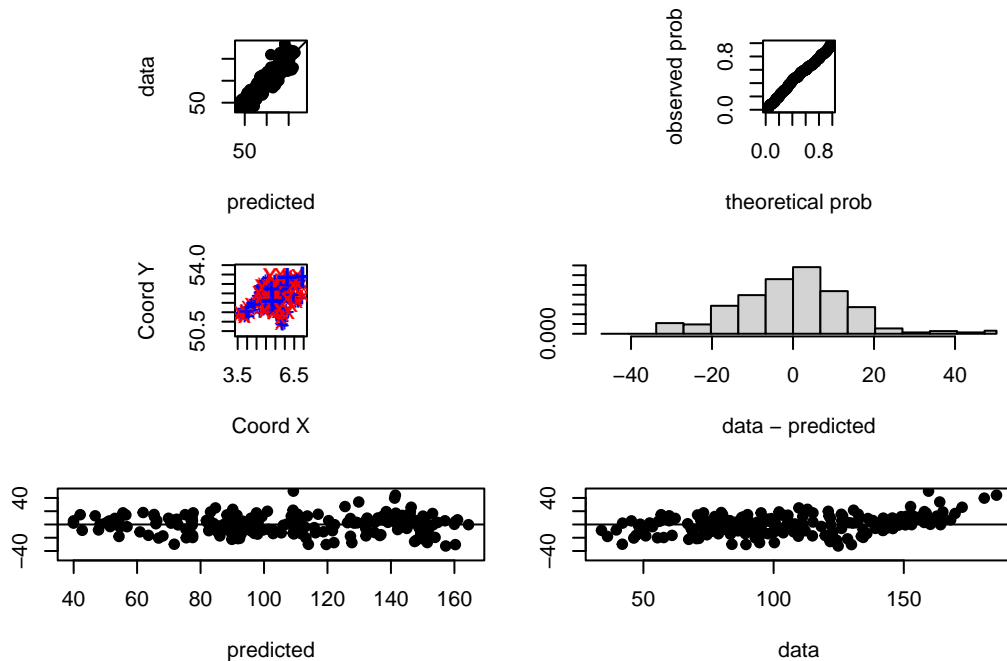 data
50
50
predicted
observed prob
0.0 0.8
0.0 0.8
theoretical prob
Coord Y
50.5 54.0
3.5 6.5
Coord X
0.000
−40 −20 0 20 40
data − predicted
−40 40
40 60 80 100 120 140 160
predicted
−40 40
50 100 150
data